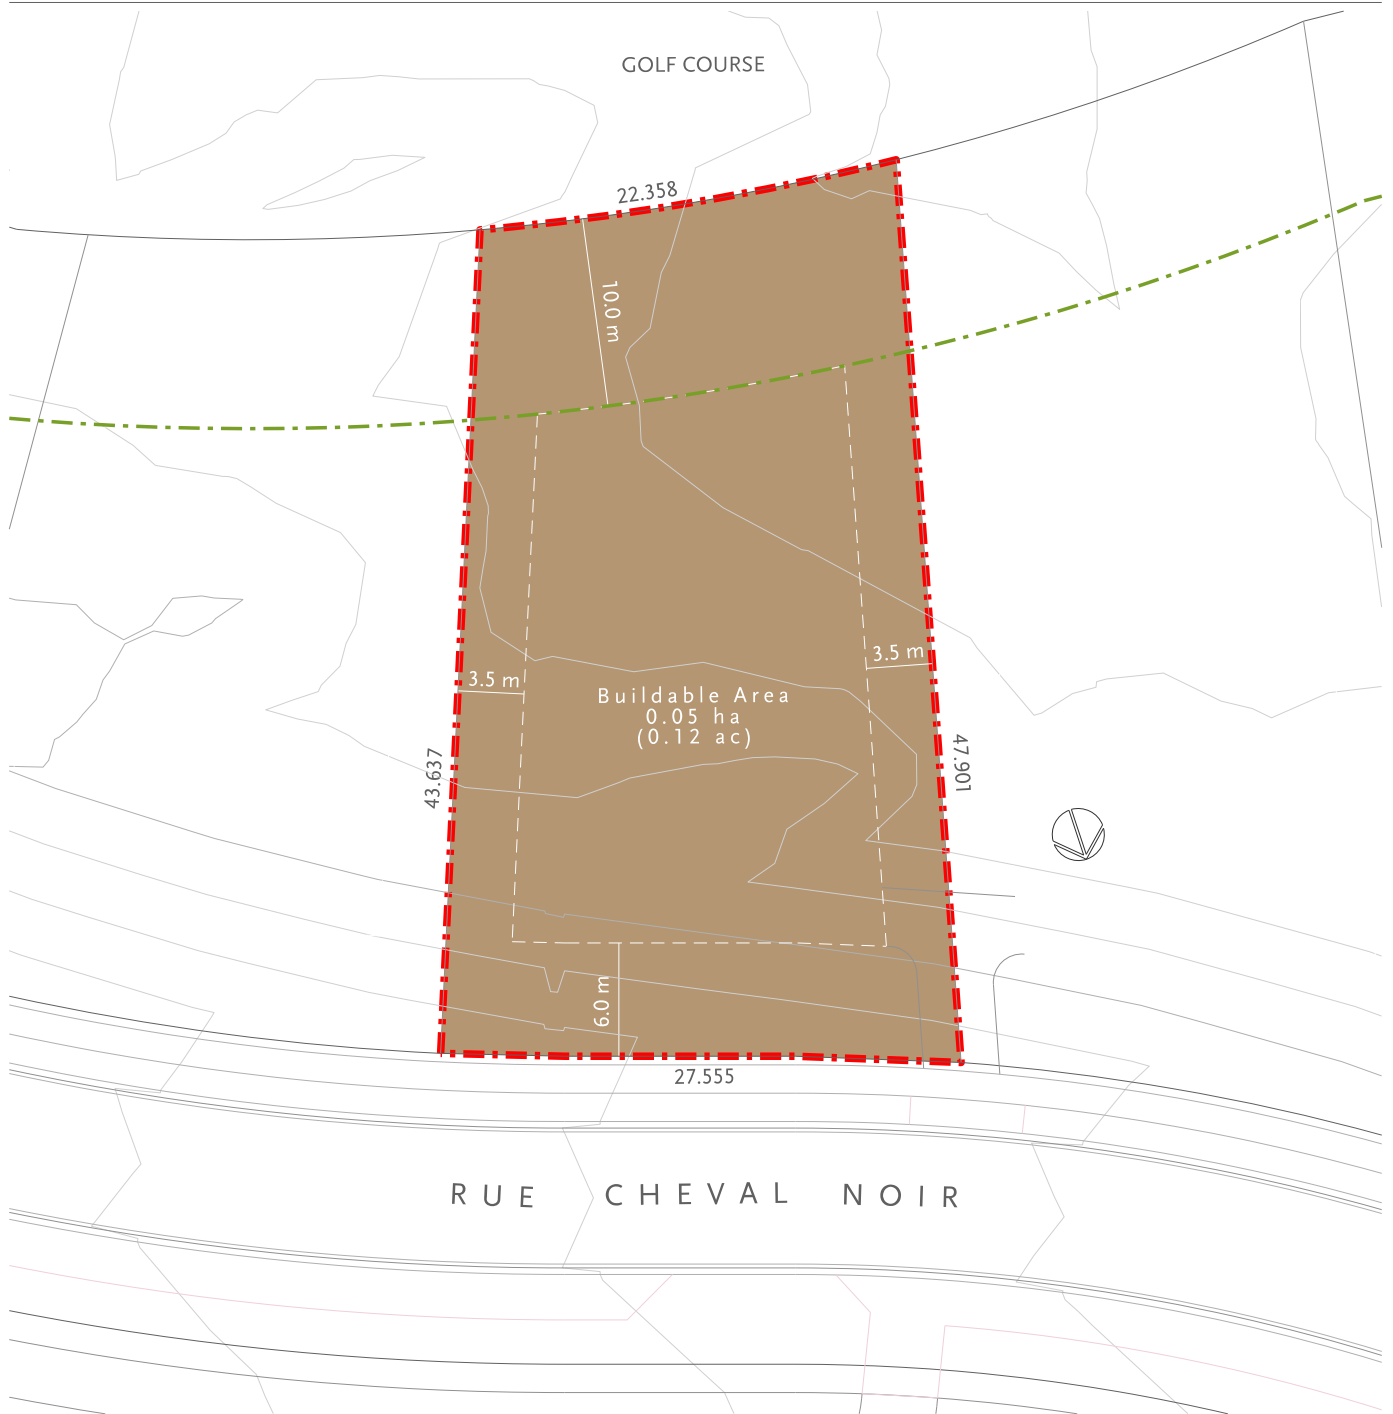 GOLF COURSE
22.358
10.0 m
3.5 m
3.5 m
Buildable Area
0.05 ha
(0.12 ac)
43.637
47.901
6.0 m
27.555
RUE CHEVAL NOIR